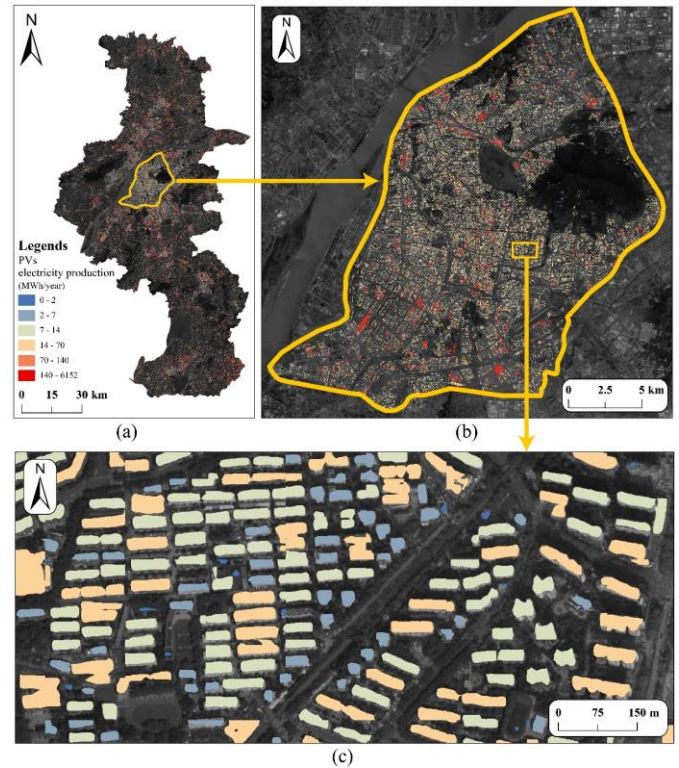 N
Legends
PVs
electricity production
(MWh/year)
0 - 2
2 - 7
7 - 14
14 - 70
70 - 140
140 - 6152
0 15 30 km
(a)
N
0 2.5 5 km
(b)
N
0 75 150 m
(c)